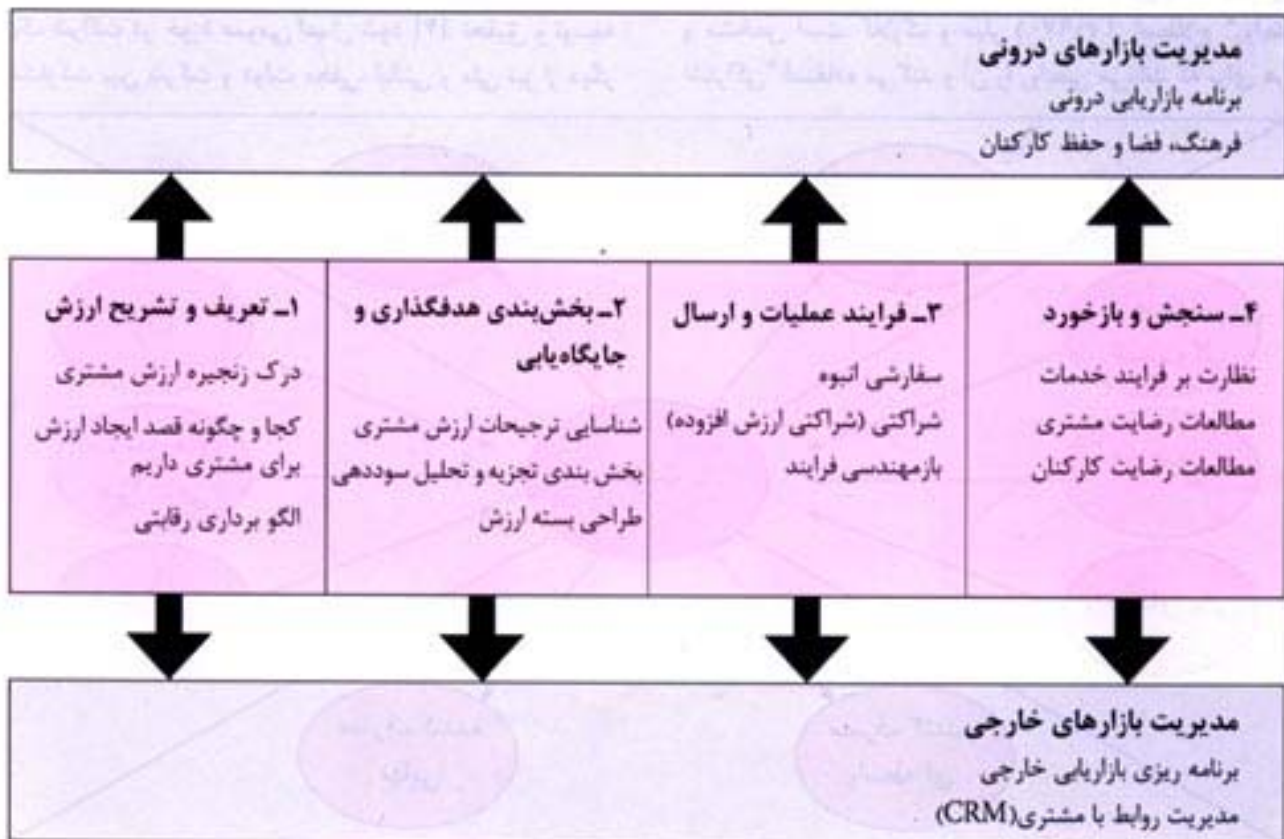 مدیریت بازارهای درونی
برنامه بازاریابی درونی
فرهنگ، فضا و حفظ کارکنان
۱ـ تعریف و تشریح ارزش
درک زنجیره ارزش مشتری
کجا و چگونه قصد ایجاد ارزش
برای مشتری داریم
الگو برداری رقابتی
۲ـ بخش‌بندی هدفگذاری و
جایگاه‌یابی
شناسایی ترجیحات ارزش مشتری
بخش بندی تجزیه و تحلیل سوددهی
طراحی بسته ارزش
۳ـ فرایند عملیات و ارسال
سفارشی انبوه
شراکتی (شراکتی ارزش افزوده)
بازمهندسی فرایند
۴ـ سنجش و بازخورد
نظارت بر فرایند خدمات
مطالعات رضایت مشتری
مطالعات رضایت کارکنان
مدیریت بازارهای خارجی
برنامه ریزی بازاریابی خارجی
مدیریت روابط با مشتری(CRM)